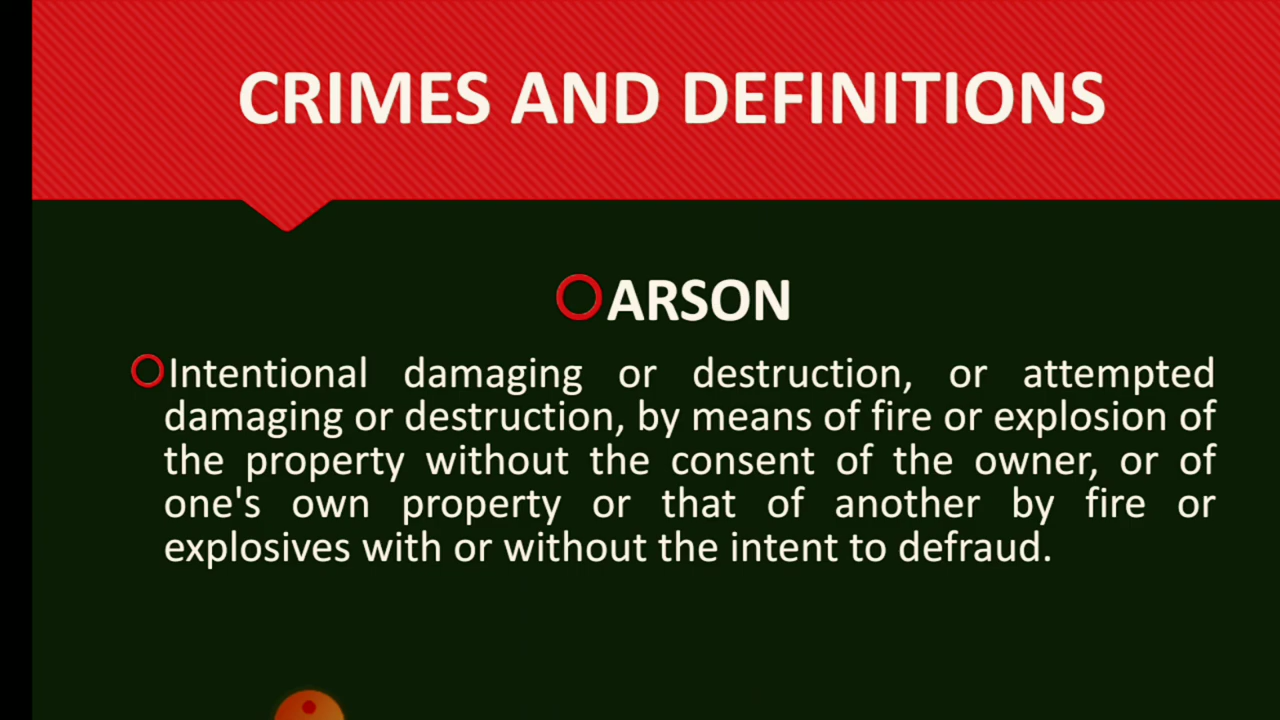 CRIMES AND DEFINITIONS
ARSON
Intentional damaging or destruction, or attempted
damaging or destruction, by means of fire or explosion of
the property without the consent of the owner, or of
one's own property or that of another by fire or
explosives with or without the intent to defraud.